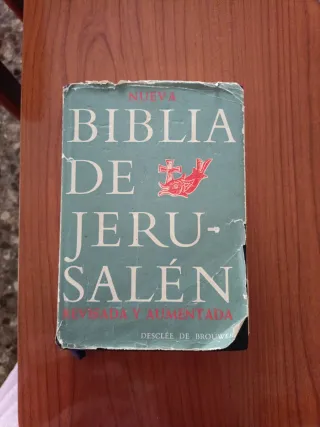 NUEVA
BIBLIA
DE
JERU-
SALÉN
REVISADA Y AUMENTADA
DESCLÉE DE BROUWER